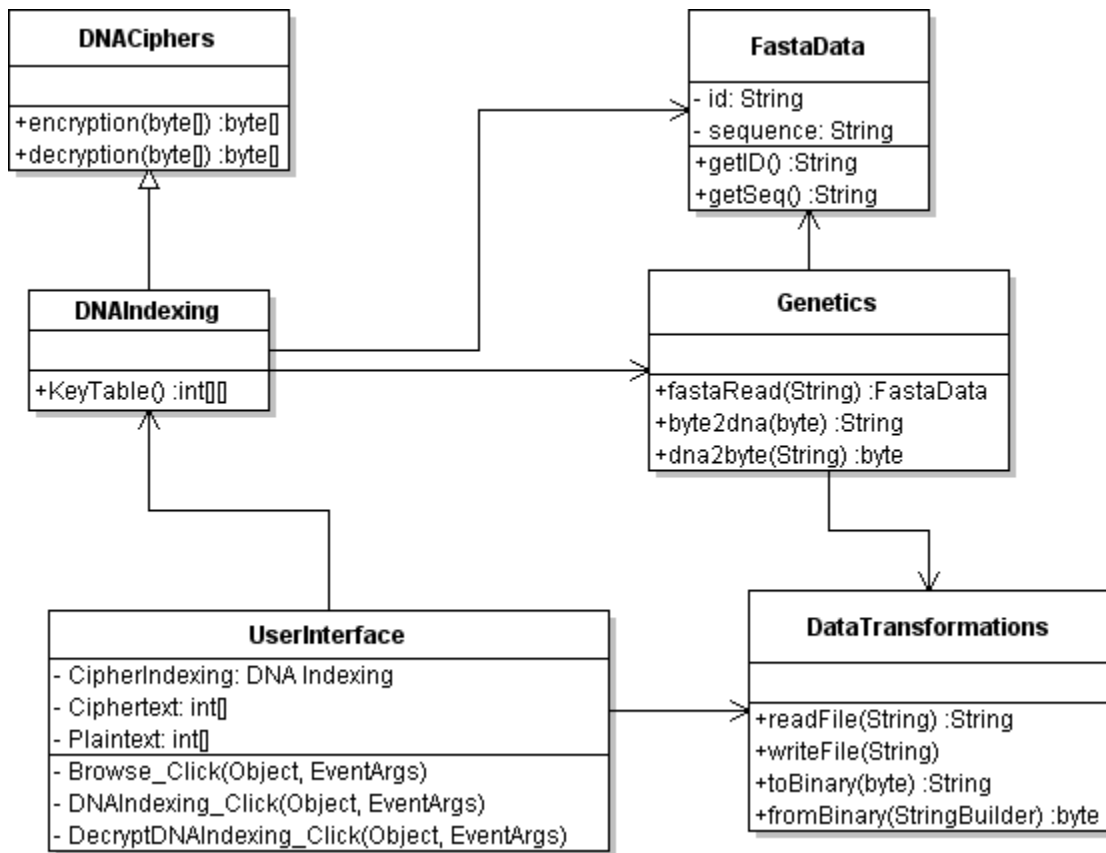 DNACiphers
+encryption(byte[]) :byte[]
+decryption(byte[]) :byte[]
FastaData
- id: String
- sequence: String
+getID() :String
+getSeq() :String
DNAIndexing
+KeyTable() :int[][]
Genetics
+fastaRead(String) :FastaData
+byte2dna(byte) :String
+dna2byte(String) :byte
UserInterface
- CipherIndexing: DNA Indexing
- Ciphertext: int[]
- Plaintext: int[]
- Browse_Click(Object, EventArgs)
- DNAIndexing_Click(Object, EventArgs)
- DecryptDNAIndexing_Click(Object, EventArgs)
DataTransformations
+readFile(String) :String
+writeFile(String)
+toBinary(byte) :String
+fromBinary(StringBuilder) :byte